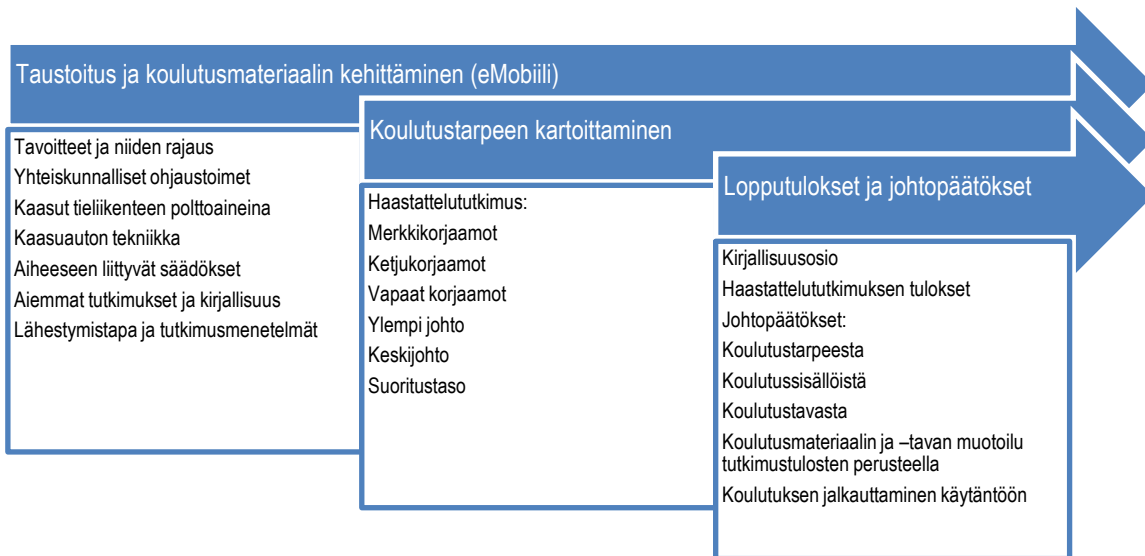 Taustoitus ja koulutusmateriaalin kehittäminen (eMobiili)
Tavoitteet ja niiden rajaus
Yhteiskunnalliset ohjaustoimet
Kaasut tieliikenteen polttoaineina
Kaasuauton tekniikka
Aiheeseen liittyvät säädökset
Aiemmat tutkimukset ja kirjallisuus
Lähestymistapa ja tutkimusmenetelmät
Koulutustarpeen kartoittaminen
Haastattelututkimus:
Merkkikorjaamot
Ketjukorjaamot
Vapaat korjaamot
Ylempi johto
Keskijohto
Suoritustaso
Lopputulokset ja johtopäätökset
Kirjallisuusosio
Haastattelututkimuksen tulokset
Johtopäätökset:
Koulutustarpeesta
Koulutussisällöistä
Koulutustavasta
Koulutusmateriaalin ja –tavan muotoilu
tutkimustulosten perusteella
Koulutuksen jalkauttaminen käytäntöön